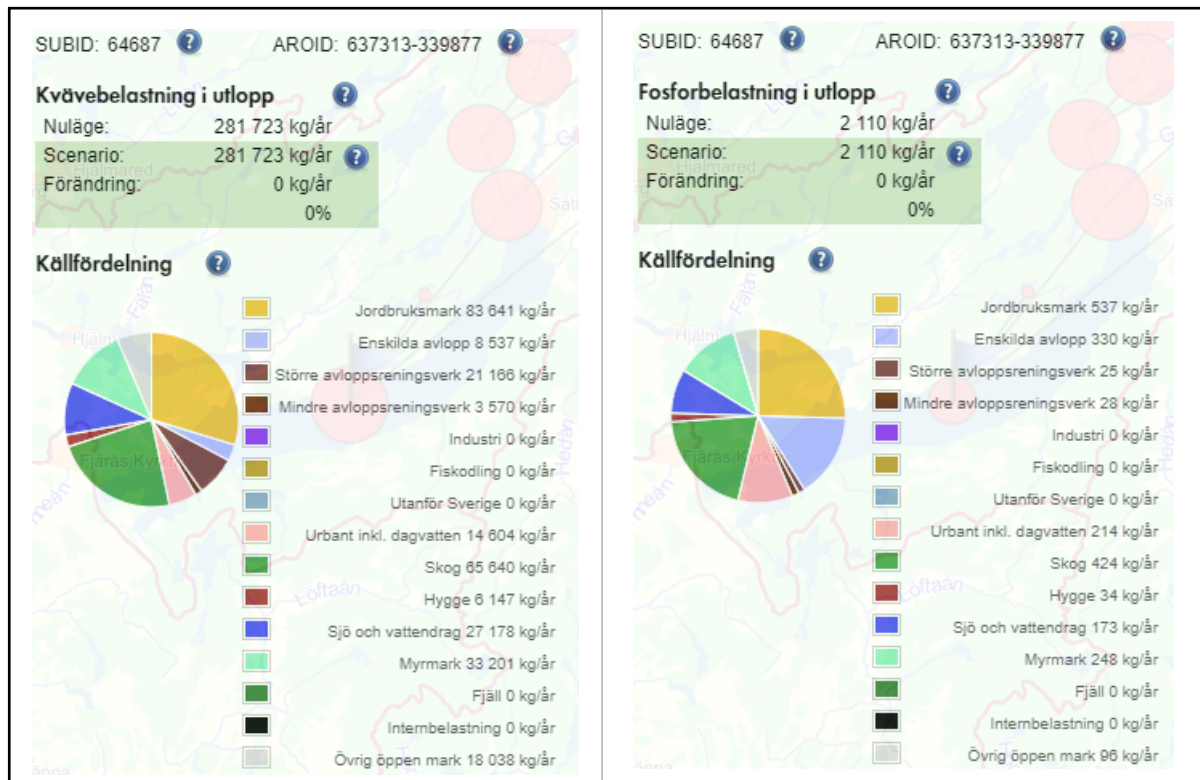 SUBID: 64687 ? AROID: 637313-339877 ?
Kvävebelastning i utlopp ?
Nuläge: 281 723 kg/år
Scenario: 281 723 kg/år ?
Förändring: 0 kg/år
0%
Källfördelning ?
Jordbruksmark 83 641 kg/år
Enskilda avlopp 8 537 kg/år
Större avloppsreningsverk 21 166 kg/år
Mindre avloppsreningsverk 3 570 kg/år
Industri 0 kg/år
Fiskodling 0 kg/år
Utanför Sverige 0 kg/år
Urbant inkl. dagvatten 14 604 kg/år
Skog 65 640 kg/år
Hygge 6 147 kg/år
Sjö och vattendrag 27 178 kg/år
Myrmark 33 201 kg/år
Fjäll 0 kg/år
Internbelastning 0 kg/år
Övrig öppen mark 18 038 kg/år
Hjälmared
Fälån
Fjärås Kyrkby
Löftaån
Hedån
SUBID: 64687 ? AROID: 637313-339877 ?
Fosforbelastning i utlopp ?
Nuläge: 2 110 kg/år
Scenario: 2 110 kg/år ?
Förändring: 0 kg/år
0%
Källfördelning ?
Jordbruksmark 537 kg/år
Enskilda avlopp 330 kg/år
Större avloppsreningsverk 25 kg/år
Mindre avloppsreningsverk 28 kg/år
Industri 0 kg/år
Fiskodling 0 kg/år
Utanför Sverige 0 kg/år
Urbant inkl. dagvatten 214 kg/år
Skog 424 kg/år
Hygge 34 kg/år
Sjö och vattendrag 173 kg/år
Myrmark 248 kg/år
Fjäll 0 kg/år
Internbelastning 0 kg/år
Övrig öppen mark 96 kg/år
Löftaån